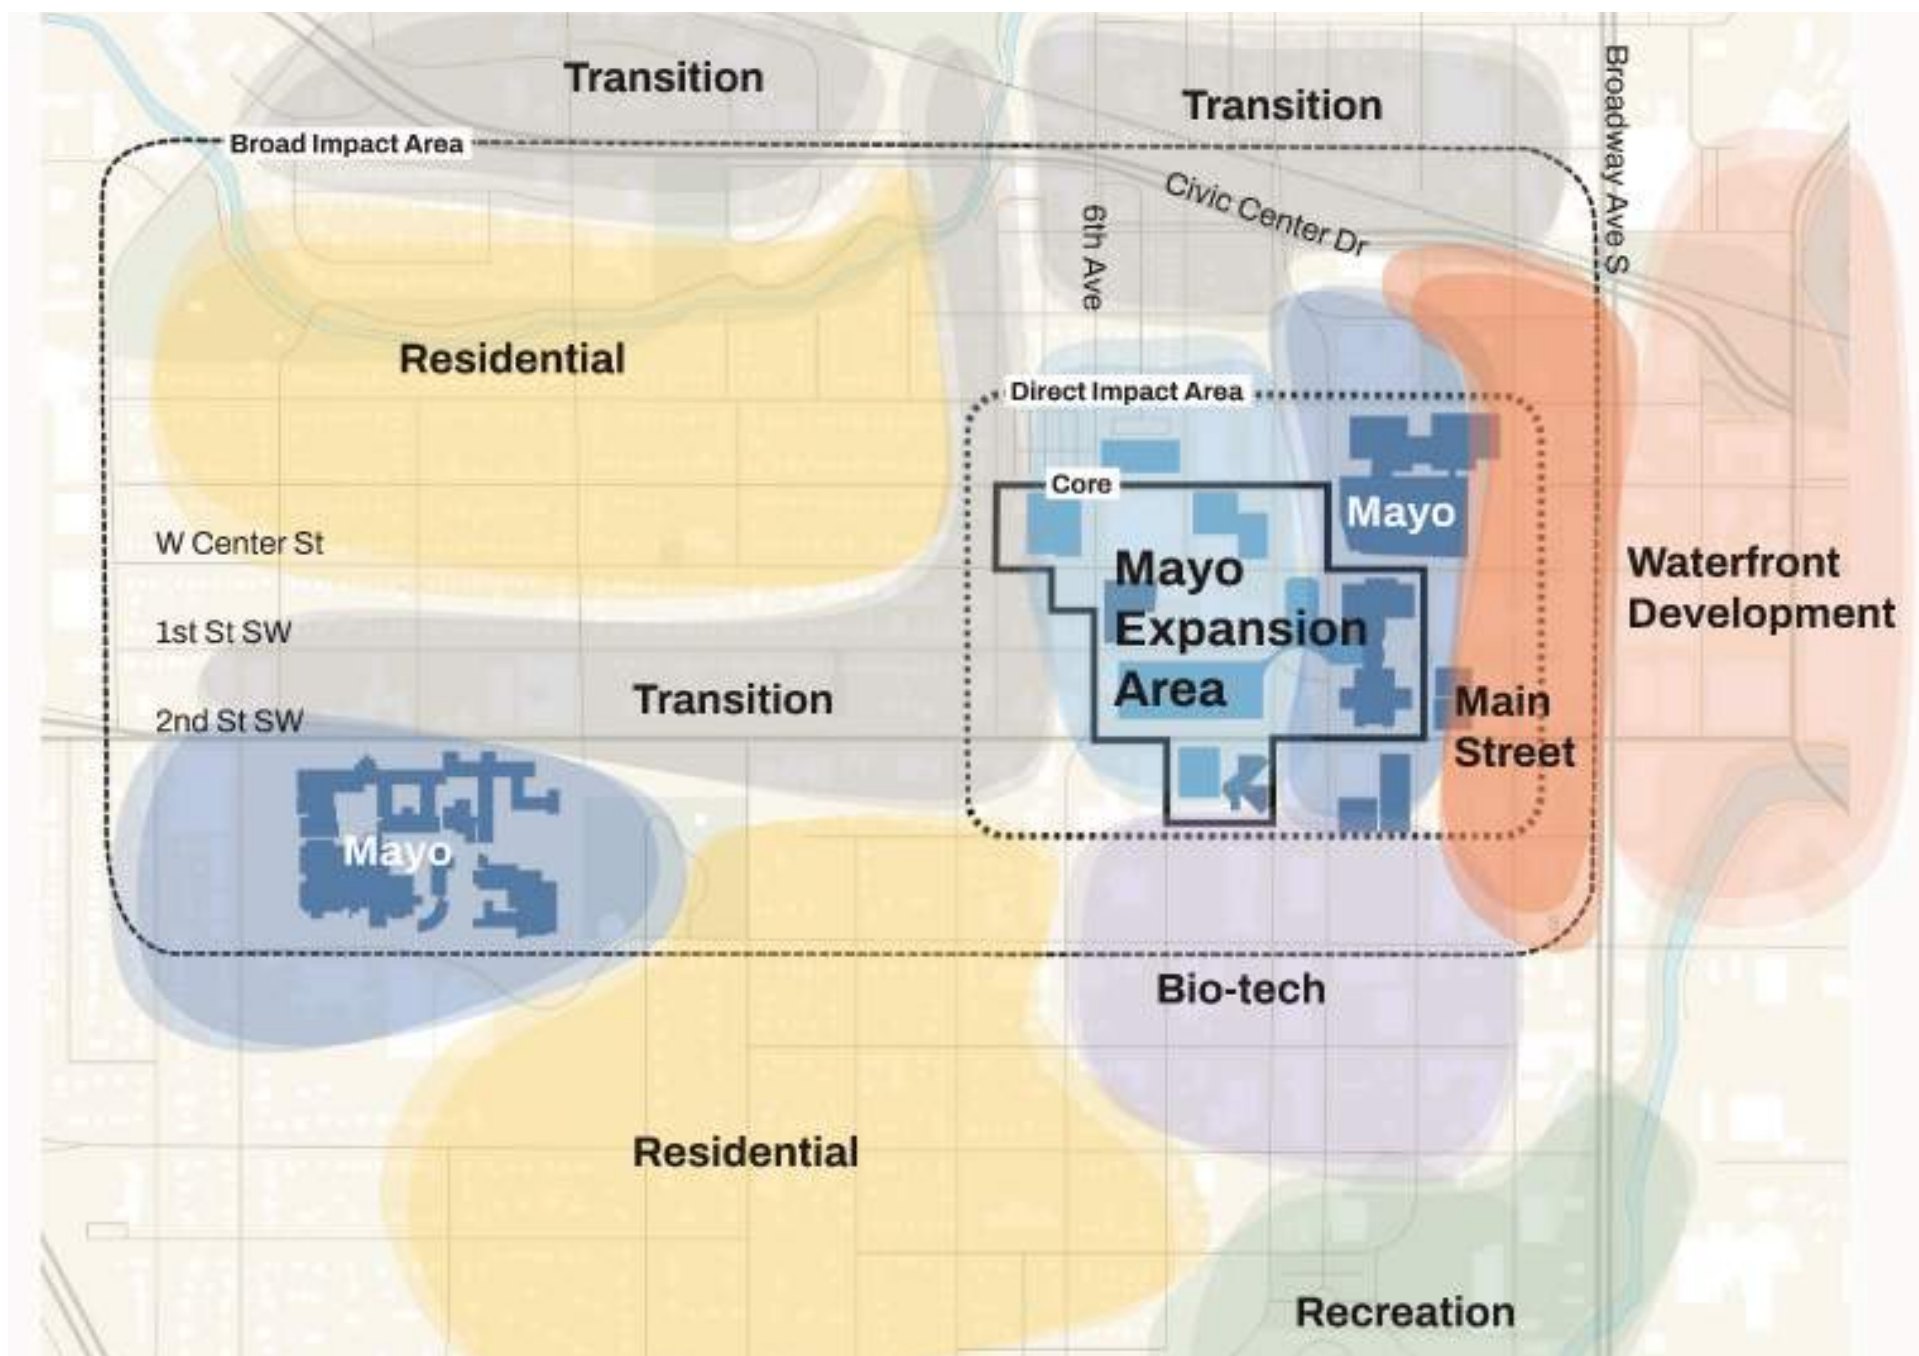 Transition
Transition
Broadway Ave S
Broad Impact Area
Civic Center Dr
6th Ave
Residential
Direct Impact Area
Core
Mayo
W Center St
Mayo
Expansion
Area
Waterfront
Development
1st St SW
Transition
Main
Street
2nd St SW
Mayo
Bio-tech
Residential
Recreation